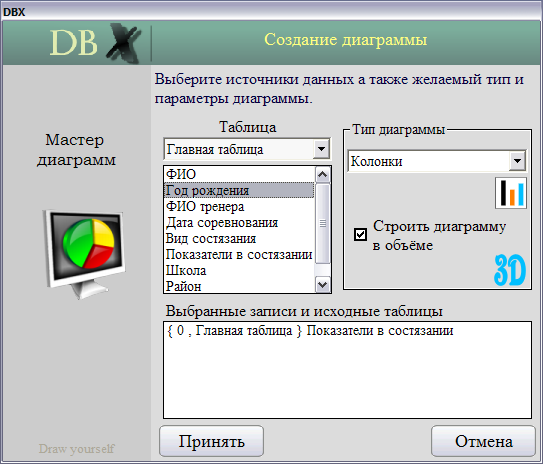 DBX
DBX
Создание диаграммы
Выберите источники данных а также желаемый тип и
параметры диаграммы.
Мастер
диаграмм
Таблица
Главная таблица
ФИО
Год рождения
ФИО тренера
Дата соревнования
Вид состязания
Показатели в состязании
Школа
Район
Тип диаграммы
Колонки
Строить диаграмму
в объёме
3D
Выбранные записи и исходные таблицы
{ 0 , Главная таблица } Показатели в состязании
Draw yourself
Принять
Отмена